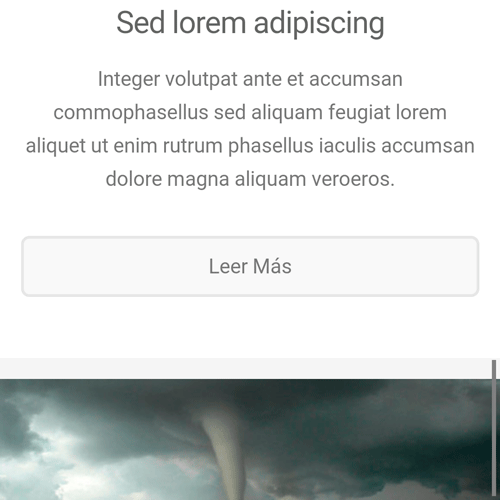 Sed lorem adipiscing
Integer volutpat ante et accumsan
commophasellus sed aliquam feugiat lorem
aliquet ut enim rutrum phasellus iaculis accumsan
dolore magna aliquam veroeros.
Leer Más